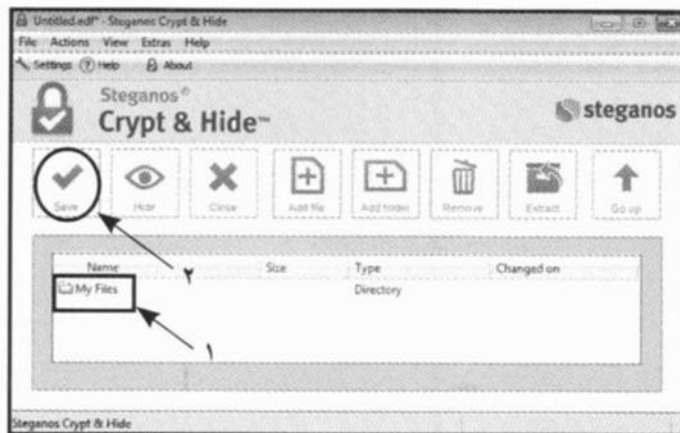 Untitled.edf* - Steganos Crypt & Hide
File Actions View Extras Help
Settings ? Help About
Steganos®
Crypt & Hide™
steganos
Save Hide Close Add file Add folder Remove Extract Go up
Name Size Type Changed on
My Files Directory
۲
۱
Steganos Crypt & Hide